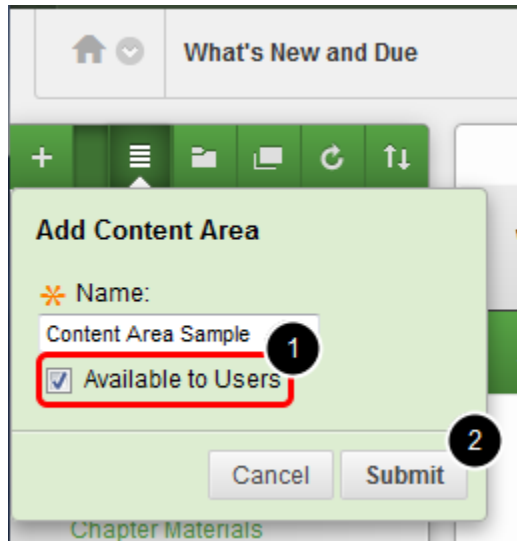 What's New and Due
Add Content Area
Name:
Content Area Sample
1
Available to Users
2
Cancel Submit
Chapter Materials